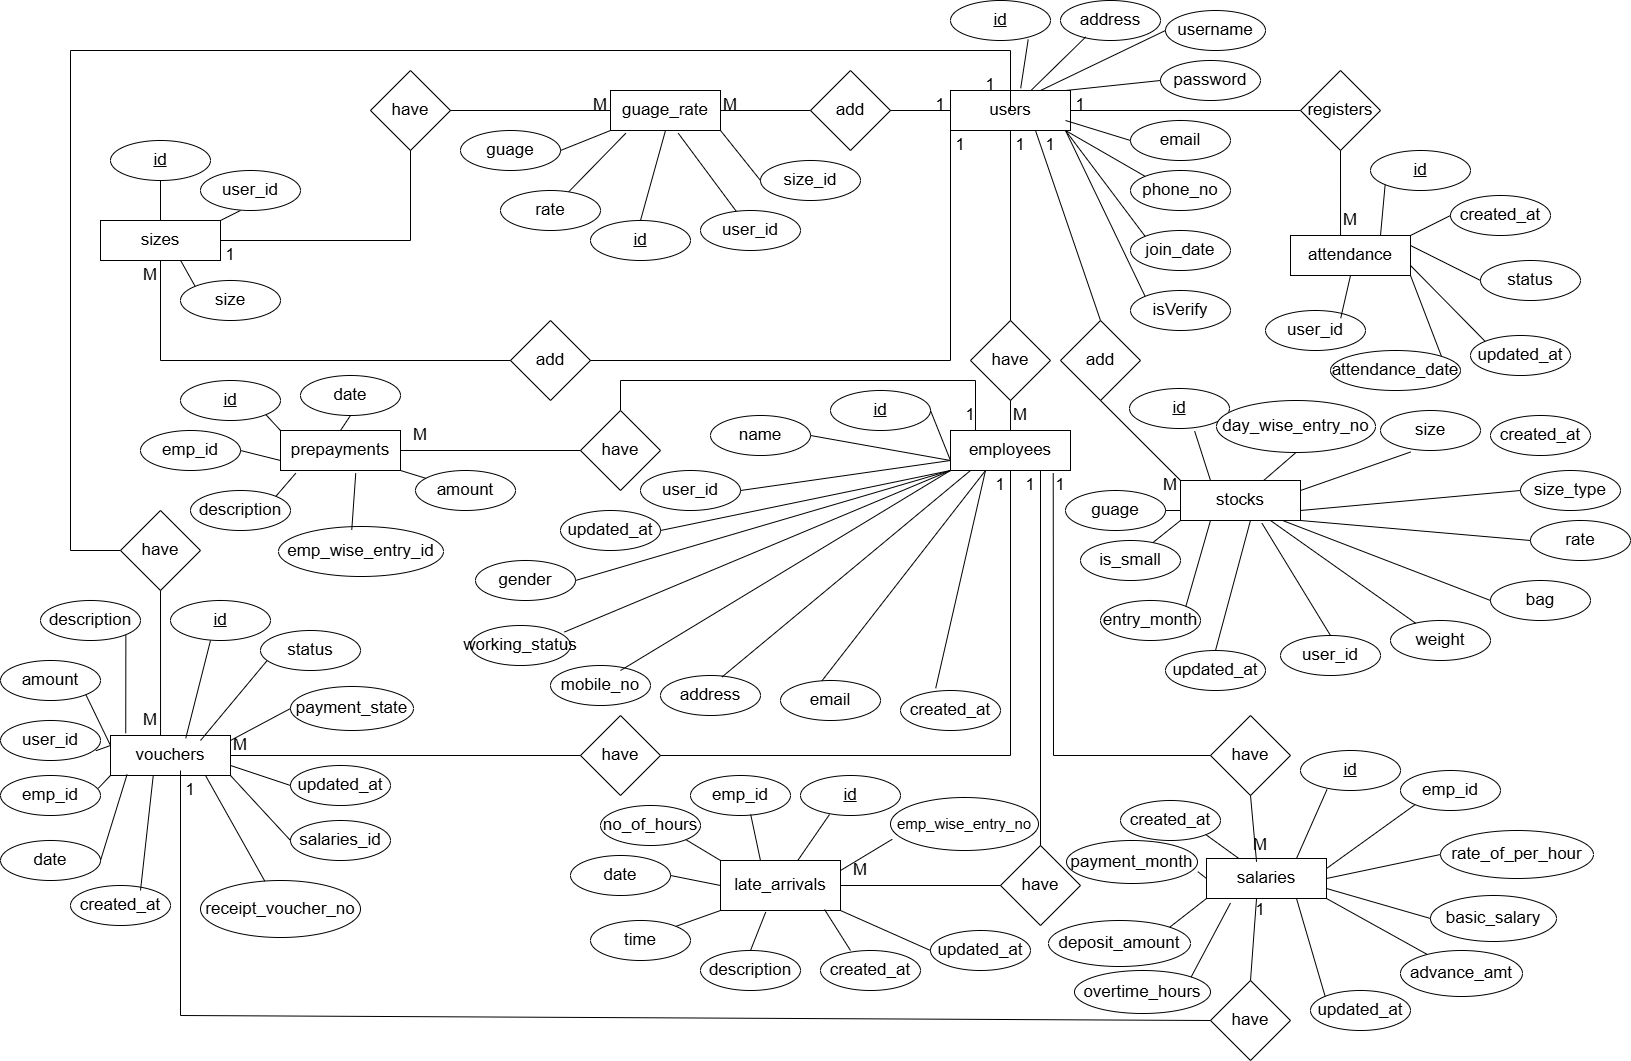 id
address
username
password
1
have
M
guage_rate
M
add
1
users
1
registers
guage
1
1
1
email
id
rate
id
user_id
size_id
phone_no
id
user_id
sizes
1
M
size
join_date
isVerify
M
attendance
created_at
status
user_id
attendance_date
updated_at
add
have
add
id
date
emp_id
prepayments
M
have
description
amount
emp_wise_entry_id
1
M
id
name
employees
user_id
1
1
1
updated_at
gender
working_status
mobile_no
address
email
created_at
id
day_wise_entry_no
size
created_at
M
stocks
size_type
guage
is_small
rate
entry_month
bag
updated_at
user_id
weight
have
description
id
status
amount
M
payment_state
user_id
vouchers
M
have
have
emp_id
1
updated_at
salaries_id
date
created_at
receipt_voucher_no
emp_id
id
no_of_hours
emp_wise_entry_no
date
late_arrivals
M
have
time
description
created_at
updated_at
id
emp_id
created_at
M
payment_month
salaries
rate_of_per_hour
1
basic_salary
deposit_amount
advance_amt
overtime_hours
updated_at
have